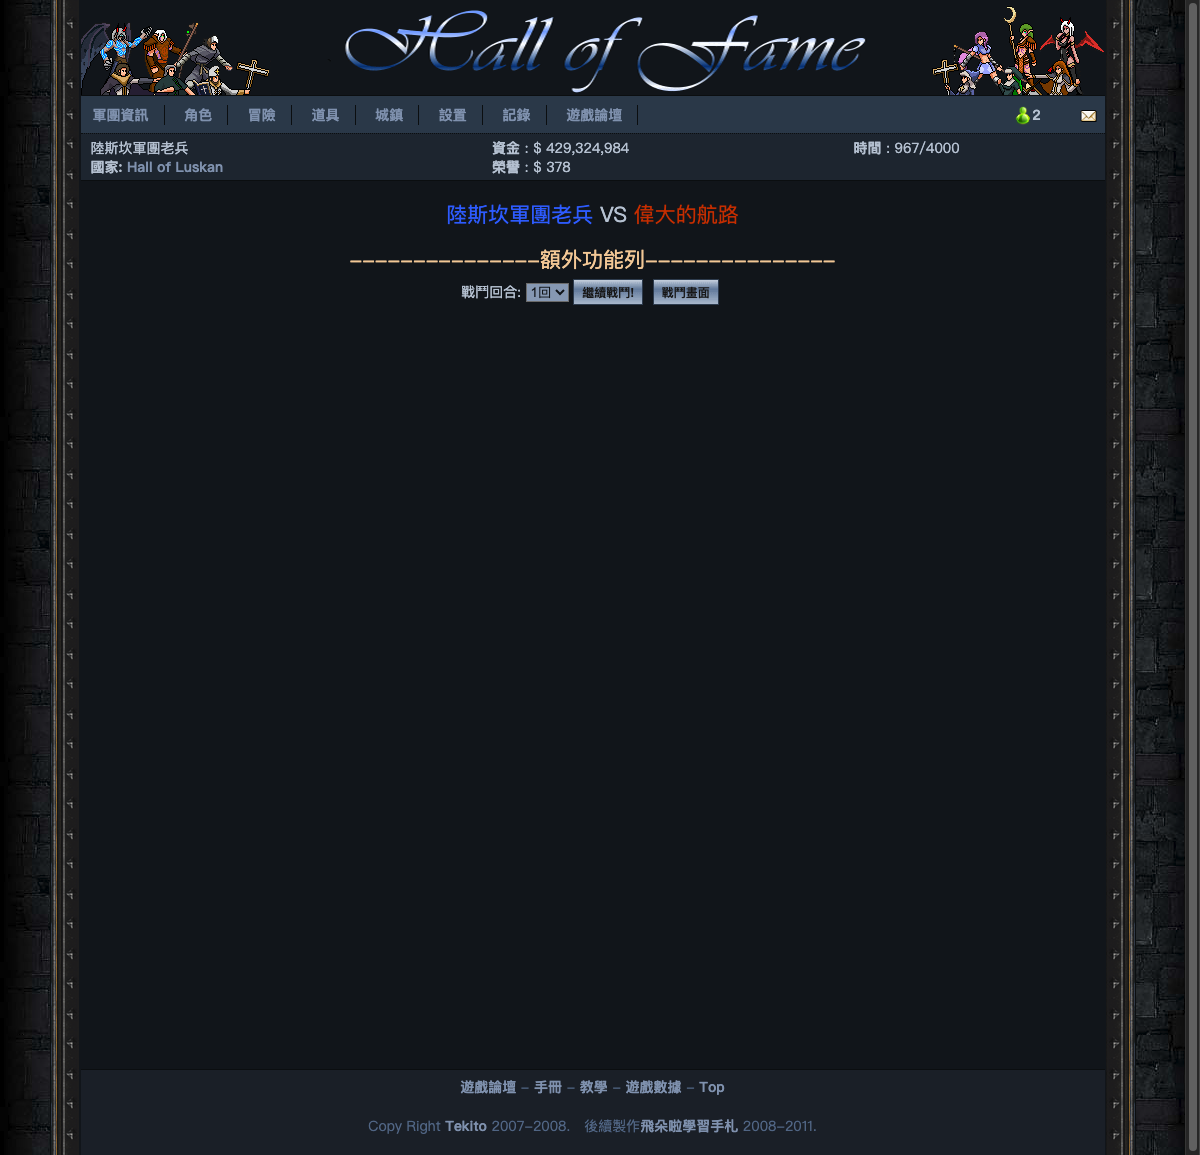 Hall of Fame
軍團資訊 角色 冒險 道具 城鎮 設置 記錄 遊戲論壇 2
陸斯坎軍團老兵 資金 : $ 429,324,984 時間 : 967/4000
國家: Hall of Luskan 榮譽 : $ 378
陸斯坎軍團老兵 VS 偉大的航路
---------------額外功能列---------------
戰鬥回合: 1回 繼續戰鬥! 戰鬥畫面
遊戲論壇 - 手冊 - 教學 - 遊戲數據 - Top
Copy Right Tekito 2007-2008. 後續製作飛朵啦學習手札 2008-2011.